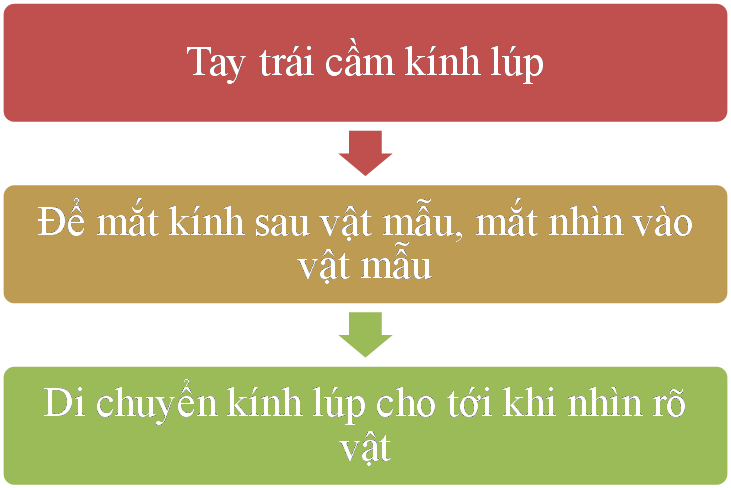 Tay trái cầm kính lúp
Để mắt kính sau vật mẫu, mắt nhìn vào
vật mẫu
Di chuyển kính lúp cho tới khi nhìn rõ
vật